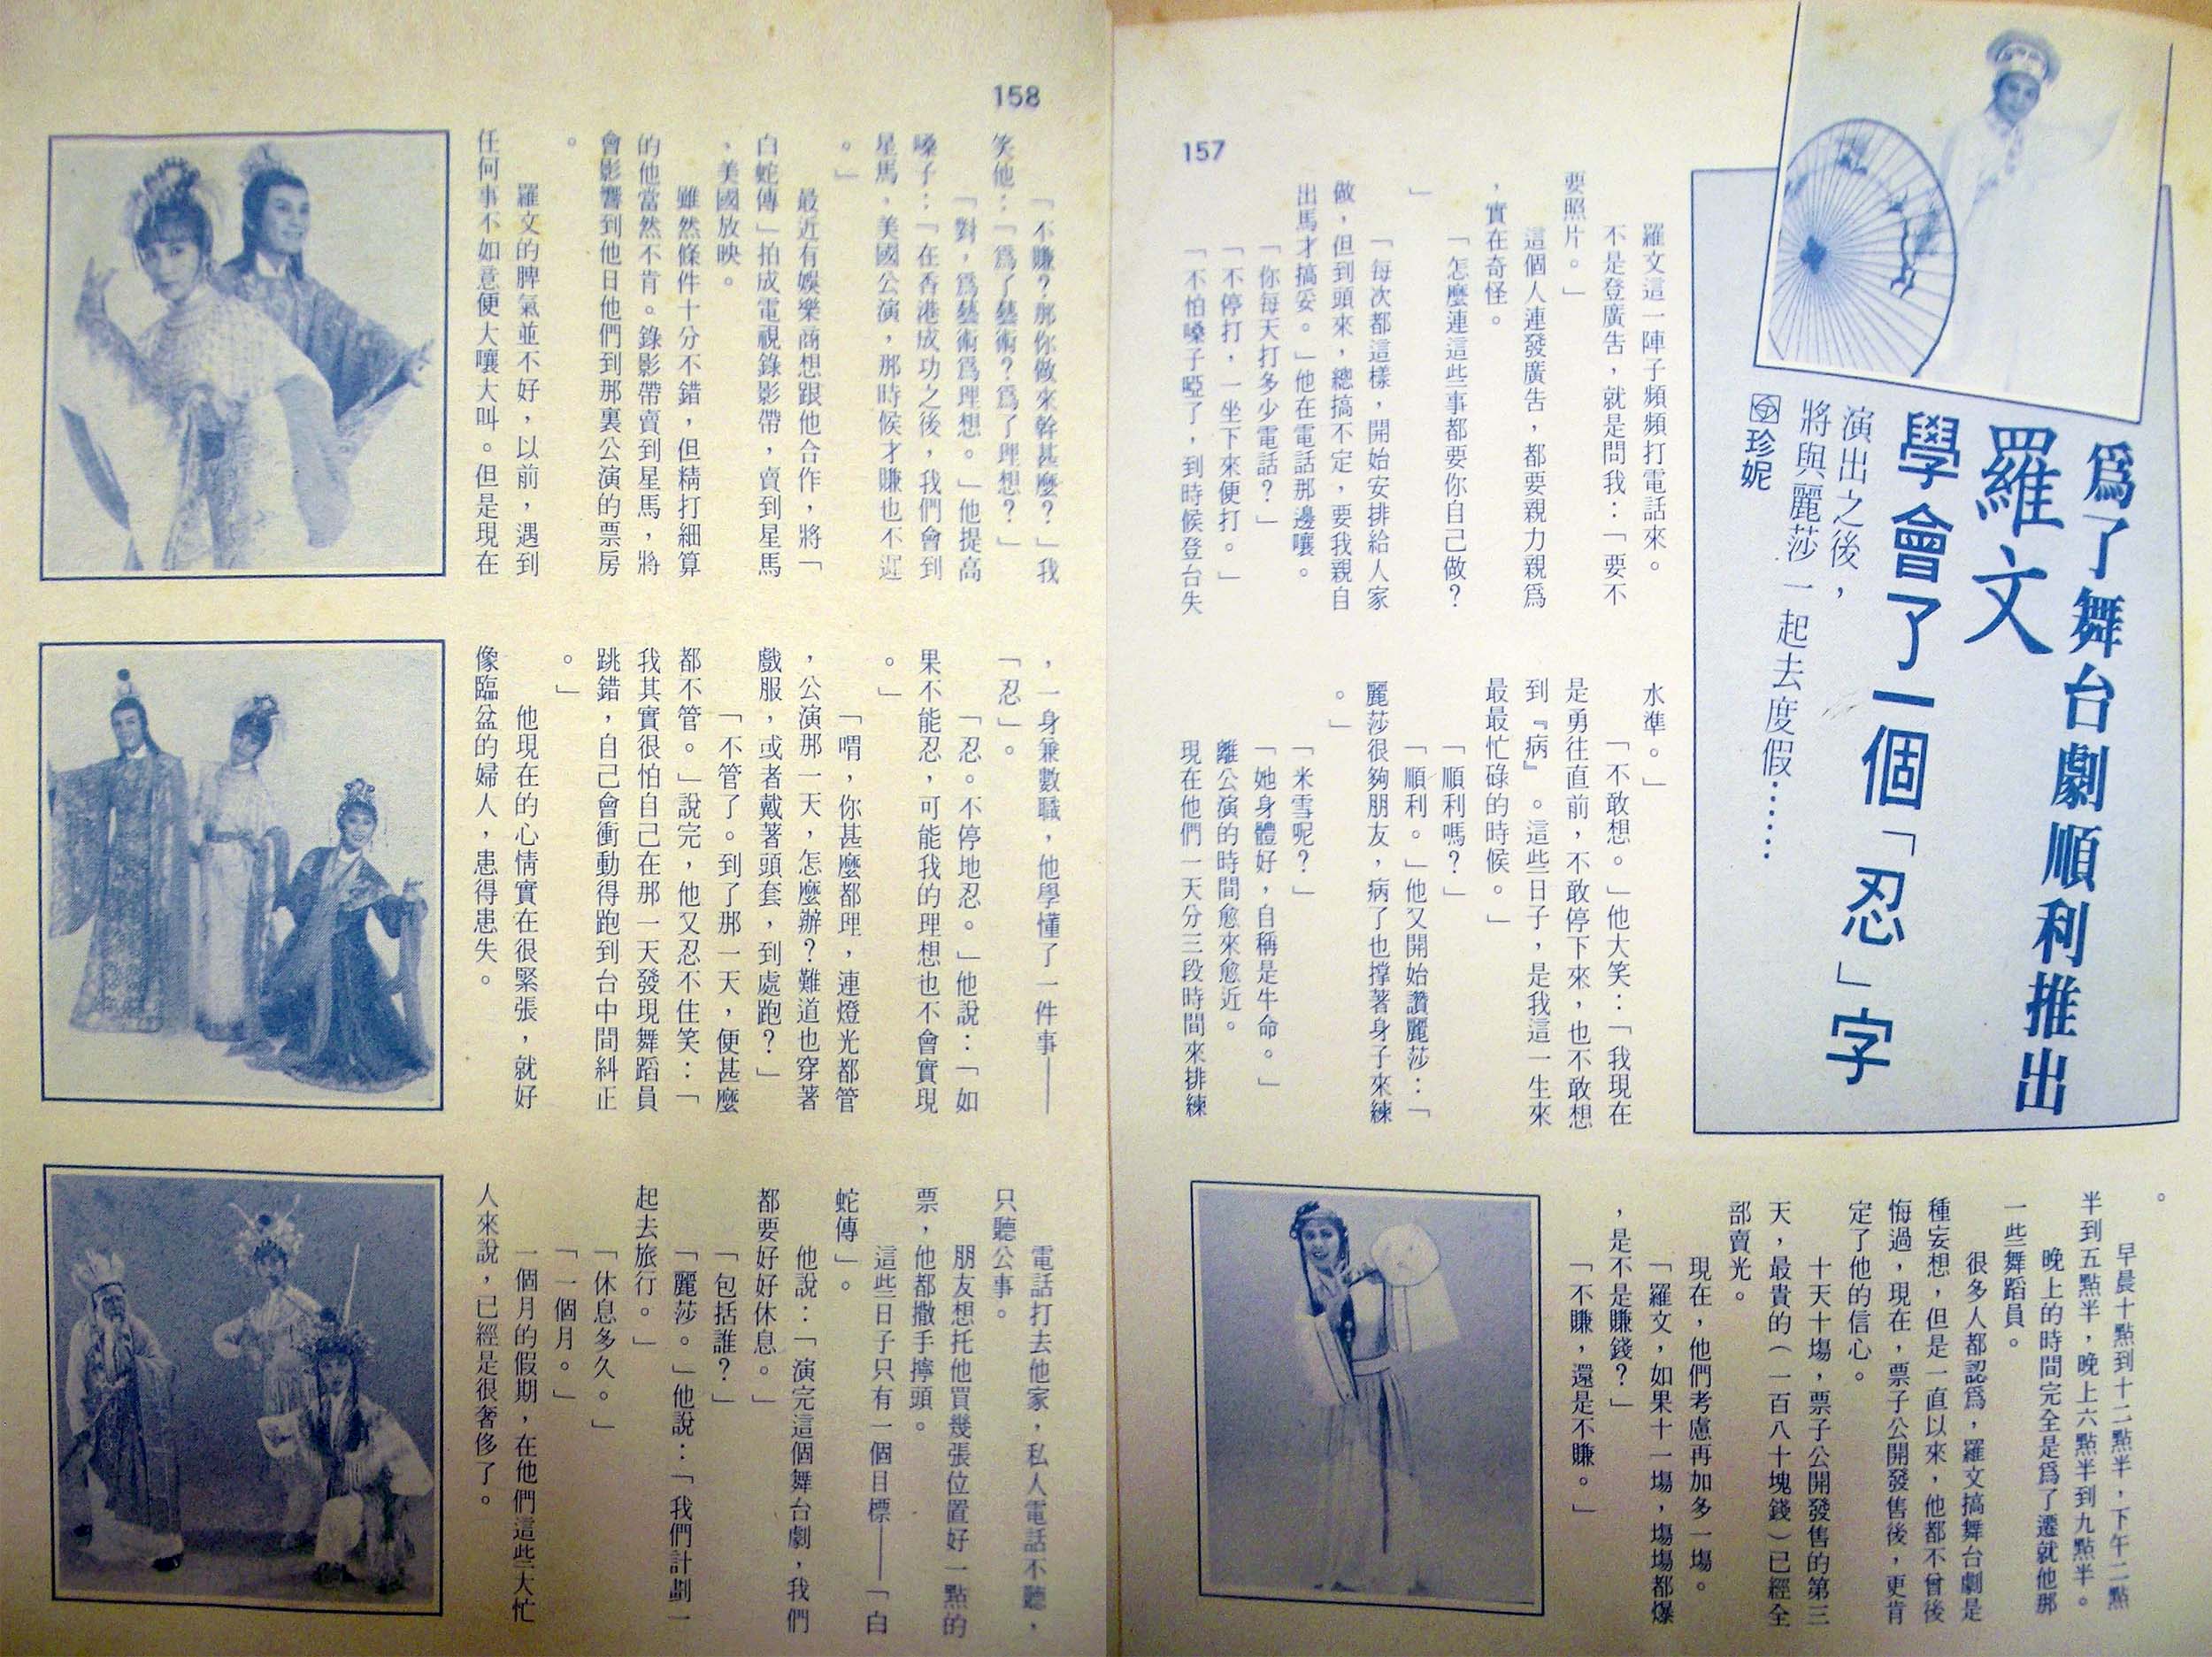 為了舞台劇順利推出
羅文
學會了一個「忍」字
演出之後，
將與麗莎一起去度假……
珍妮
157
羅文這一陣子頻頻打電話來。
不是登廣告，就是問我：「要不
要照片。」
這個人連發廣告，都要親力親為
，實在奇怪。
「怎麼連這些事都要你自己做？
」
「每次都這樣，開始安排給人家
做，但到頭來，總搞不定，要我親自
出馬才搞妥。」他在電話那邊嚷。
「你每天打多少電話？」
「不停打，一坐下來便打。」
「不怕嗓子啞了，到時候登台失
水準。」
「不敢想。」他大笑：「我現在
是勇往直前，不敢停下來，也不敢想
到『病』。這些日子，是我這一生來
最最忙碌的時候。」
「順利嗎？」
「順利。」他又開始讚麗莎：「
麗莎很夠朋友，病了也撐著身子來練
。」
「米雪呢？」
「她身體好，自稱是牛命。」
離公演的時間愈來愈近。
現在他們一天分三段時間來排練
。
早晨十點到十二點半，下午二點
半到五點半，晚上六點半到九點半。
晚上的時間完全是為了遷就他那
一些舞蹈員。
很多人都認為，羅文搞舞台劇是
種妄想，但是一直以來，他都不曾後
悔過，現在，票子公開發售後，更肯
定了他的信心。
十天十場，票子公開發售的第三
天，最貴的（一百八十塊錢）已經全
部賣光。
現在，他們考慮再加多一場。
「羅文，如果十一場，場場都爆
，是不是賺錢？」
「不賺，還是不賺。」
158
「不賺？那你做來幹甚麼？」我
笑他：「為了藝術？為了理想？」
「對，為藝術為理想。」他提高
嗓子：「在香港成功之後，我們會到
星馬，美國公演，那時候才賺也不遲
。」
最近有娛樂商想跟他合作，將「
白蛇傳」拍成電視錄影帶，賣到星馬
、美國放映。
雖然條件十分不錯，但精打細算
的他當然不肯。錄影帶賣到星馬，將
會影響到他日他們到那裏公演的票房
。
羅文的脾氣並不好，以前，遇到
任何事不如意便大嚷大叫。但是現在
，一身兼數職，他學懂了一件事——
「忍」。
「忍。不停地忍。」他說：「如
果不能忍，可能我的理想也不會實現
。」
「喟，你甚麼都理，連燈光都管
，公演那一天，怎麼辦？難道也穿著
戲服，或者戴著頭套，到處跑？」
「不管了。到了那一天，便甚麼
都不管。」說完，他又忍不住笑：「
我其實很怕自己在那一天發現舞蹈員
跳錯，自己會衝動得跑到台中間糾正
。」
他現在的心情實在很緊張，就好
像臨盆的婦人，患得患失。
電話打去他家，私人電話不聽，
只聽公事。
朋友想托他買幾張位置好一點的
票，他都撒手擰頭。
這些日子只有一個目標——「白
蛇傳」。
他說：「演完這個舞台劇，我們
都要好好休息。」
「包括誰？」
「麗莎。」他說：「我們計劃一
起去旅行。」
「休息多久。」
「一個月。」
一個月的假期，在他們這些大忙
人來說，已經是很奢侈了。